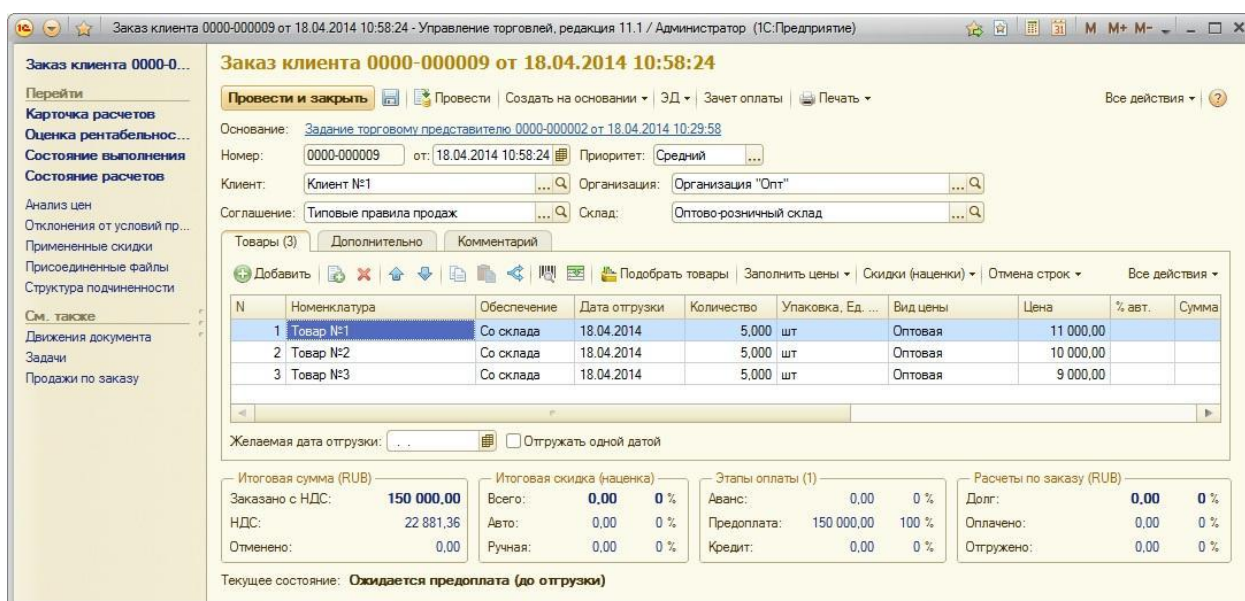 Заказ клиента 0000-000009 от 18.04.2014 10:58:24 - Управление торговлей, редакция 11.1 / Администратор (1С:Предприятие) M M+ M-
Заказ клиента 0000-0...
Перейти
Карточка расчетов
Оценка рентабельнос...
Состояние выполнения
Состояние расчетов
Анализ цен
Отклонения от условий пр...
Примененные скидки
Присоединенные файлы
Структура подчиненности
См. также
Движения документа
Задачи
Продажи по заказу
Заказ клиента 0000-000009 от 18.04.2014 10:58:24
Провести и закрыть Провести Создать на основании ЭД Зачет оплаты Печать Все действия ?
Основание: Задание торговому представителю 0000-000002 от 18.04.2014 10:29:58
Номер: 0000-000009 от: 18.04.2014 10:58:24 Приоритет: Средний ...
Клиент: Клиент №1 ... Организация: Организация "Опт" ...
Соглашение: Типовые правила продаж ... Склад: Оптово-розничный склад ...
Товары (3) Дополнительно Комментарий
Добавить Подобрать товары Заполнить цены Скидки (наценки) Отмена строк Все действия
N Номенклатура Обеспечение Дата отгрузки Количество Упаковка, Ед. ... Вид цены Цена % авт. Сумма
1 Товар №1 Со склада 18.04.2014 5,000 шт Оптовая 11 000,00
2 Товар №2 Со склада 18.04.2014 5,000 шт Оптовая 10 000,00
3 Товар №3 Со склада 18.04.2014 5,000 шт Оптовая 9 000,00
Желаемая дата отгрузки: . . Отгружать одной датой
Итоговая сумма (RUB) Итоговая скидка (наценка) Этапы оплаты (1) Расчеты по заказу (RUB)
Заказано с НДС: 150 000,00 Всего: 0,00 0 % Аванс: 0,00 0 % Долг: 0,00 0 %
НДС: 22 881,36 Авто: 0,00 0 % Предоплата: 150 000,00 100 % Оплачено: 0,00 0 %
Отменено: 0,00 Ручная: 0,00 0 % Кредит: 0,00 0 % Отгружено: 0,00 0 %
Текущее состояние: Ожидается предоплата (до отгрузки)